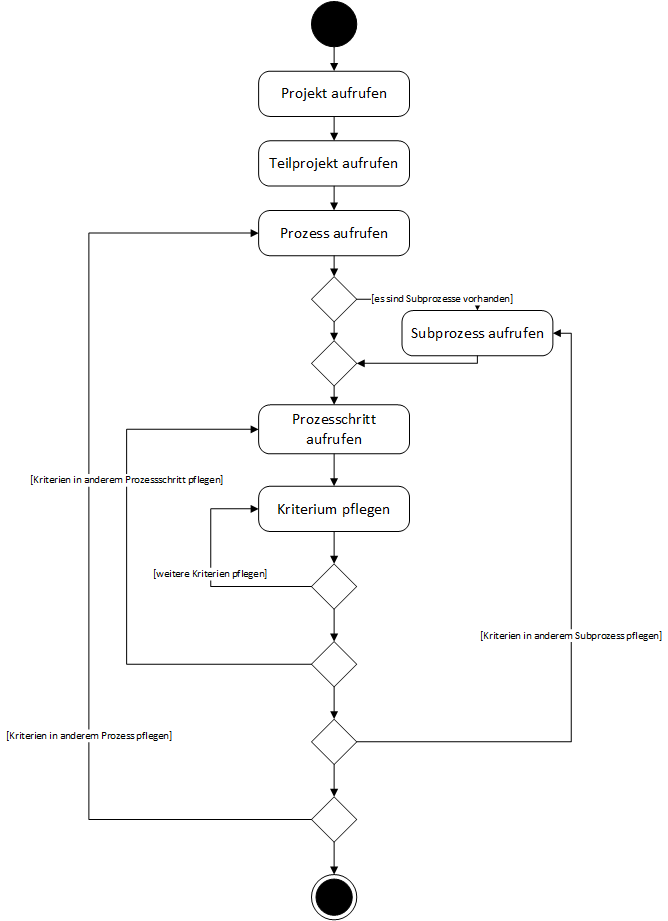 Projekt aufrufen
Teilprojekt aufrufen
Prozess aufrufen
[es sind Subprozesse vorhanden]
Subprozess aufrufen
Prozesschritt
aufrufen
[Kriterien in anderem Prozessschritt pflegen]
Kriterium pflegen
[weitere Kriterien pflegen]
[Kriterien in anderem Subprozess pflegen]
[Kriterien in anderem Prozess pflegen]